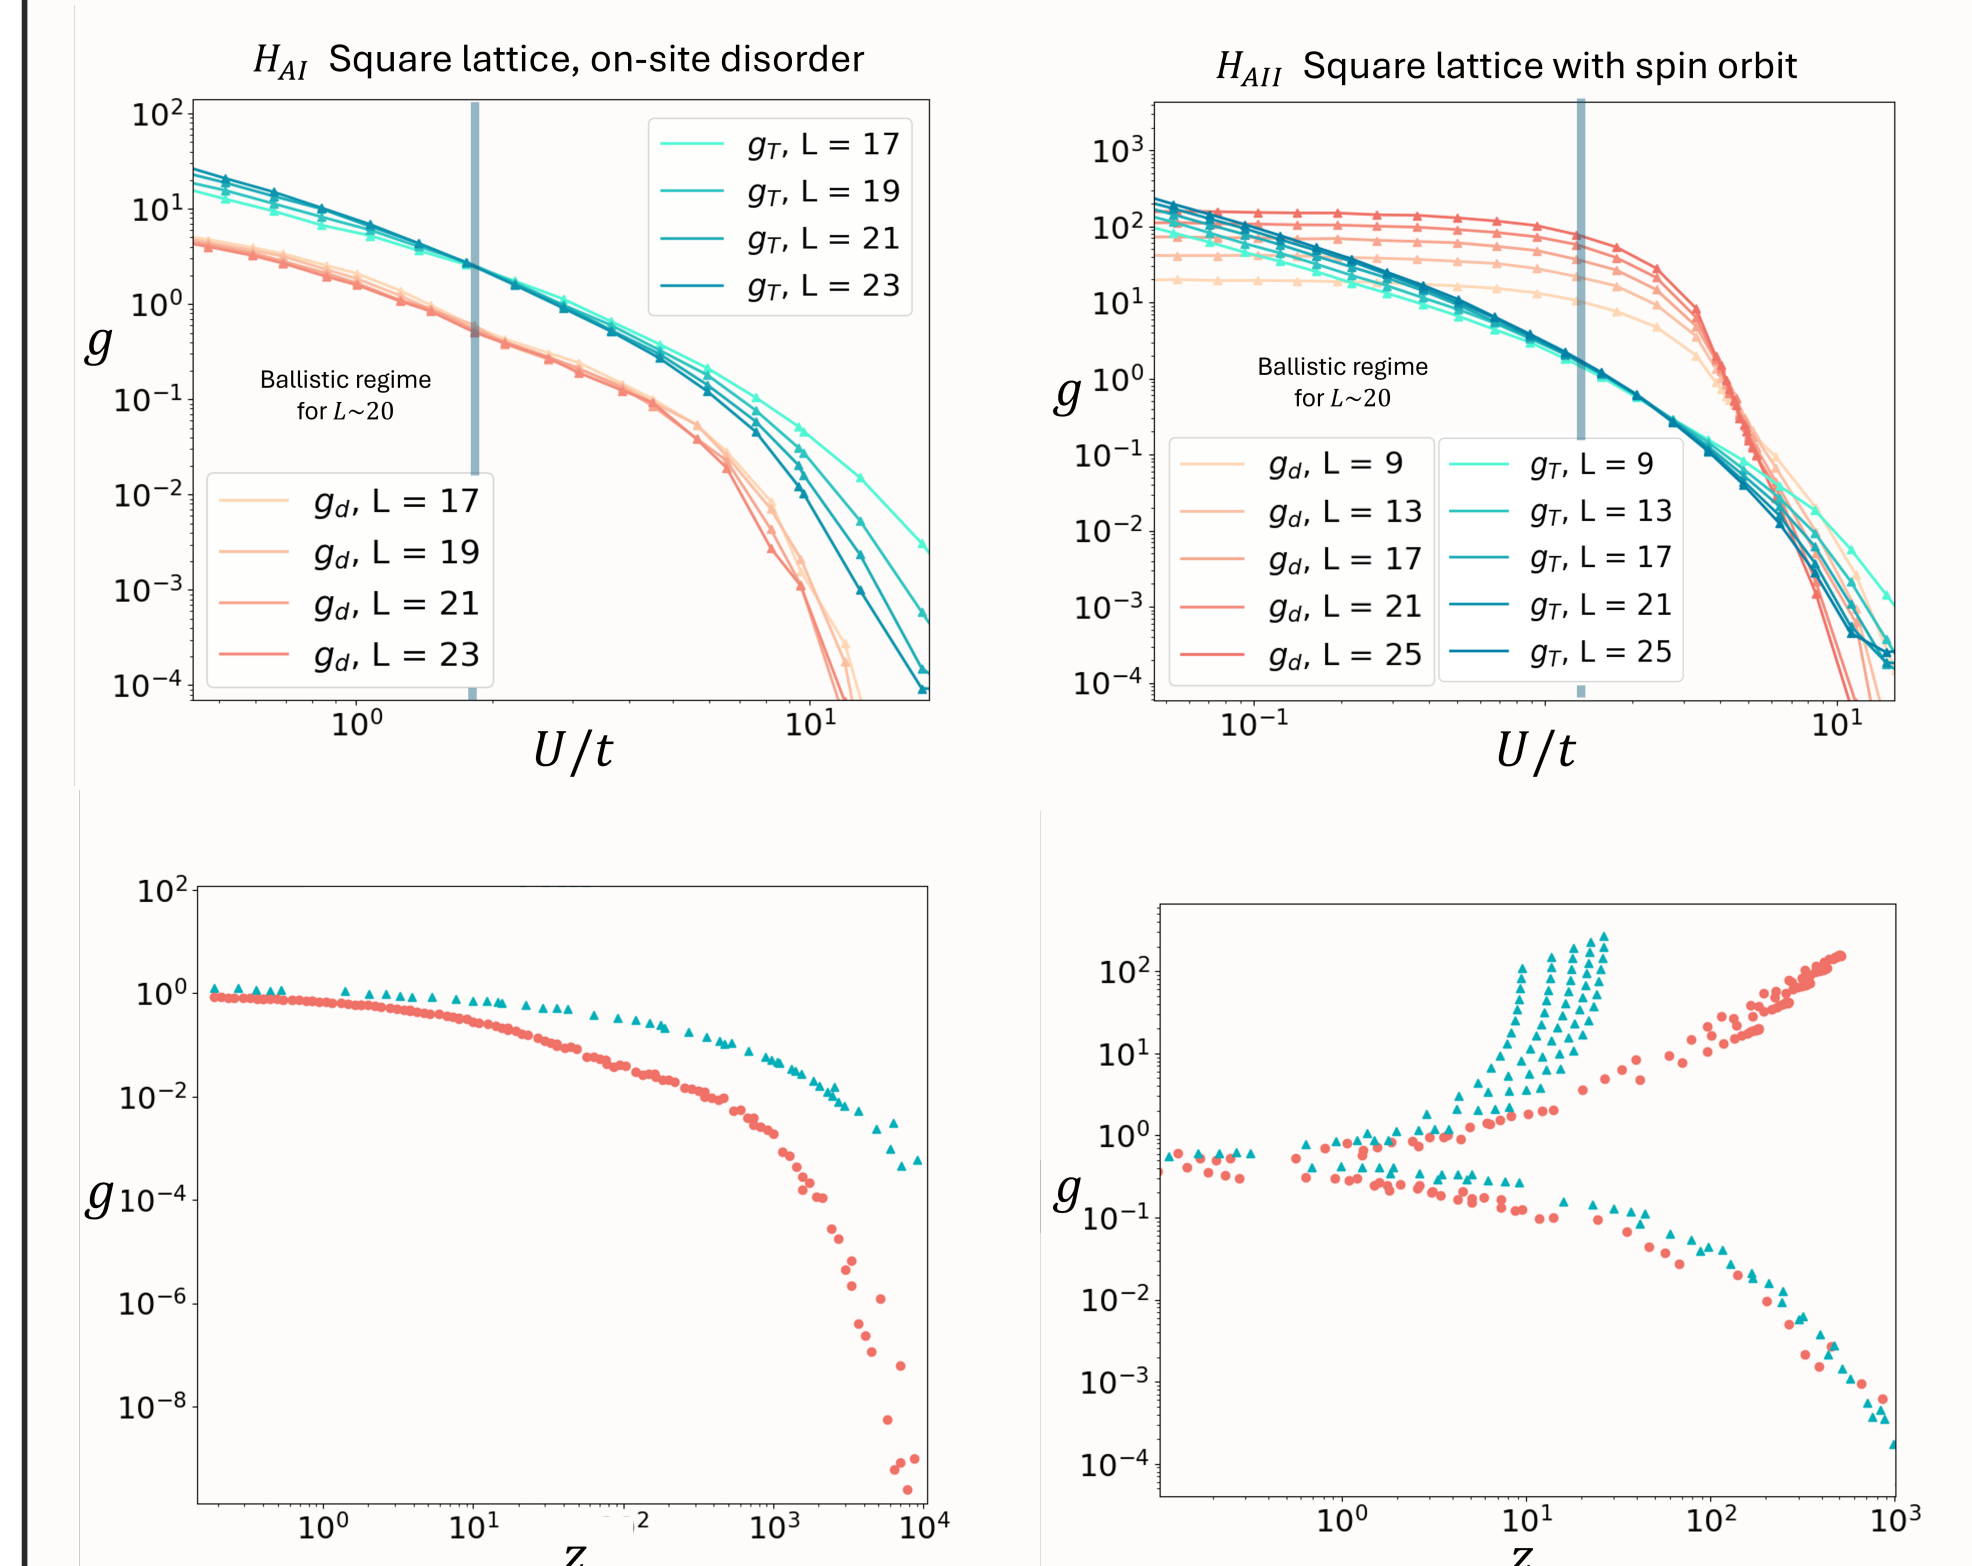 H_{AI} Square lattice, on-site disorder
10^2
10^1
10^0
10^{-1}
10^{-2}
10^{-3}
10^{-4}
g
g_T, L = 17
g_T, L = 19
g_T, L = 21
g_T, L = 23
Ballistic regime
for L~20
g_d, L = 17
g_d, L = 19
g_d, L = 21
g_d, L = 23
10^0 10^1
U/t
H_{AII} Square lattice with spin orbit
10^3
10^2
10^1
10^0
10^{-1}
10^{-2}
10^{-3}
10^{-4}
g
Ballistic regime
for L~20
g_d, L = 9
g_d, L = 13
g_d, L = 17
g_d, L = 21
g_d, L = 25
g_T, L = 9
g_T, L = 13
g_T, L = 17
g_T, L = 21
g_T, L = 25
10^{-1} 10^1
U/t
10^2
10^0
10^{-2}
10^{-4}
10^{-6}
10^{-8}
g
10^0 10^1 2 10^3 10^4
z
10^2
10^1
10^0
10^{-1}
10^{-2}
10^{-3}
10^{-4}
g
10^0 10^1 10^2 10^3
z